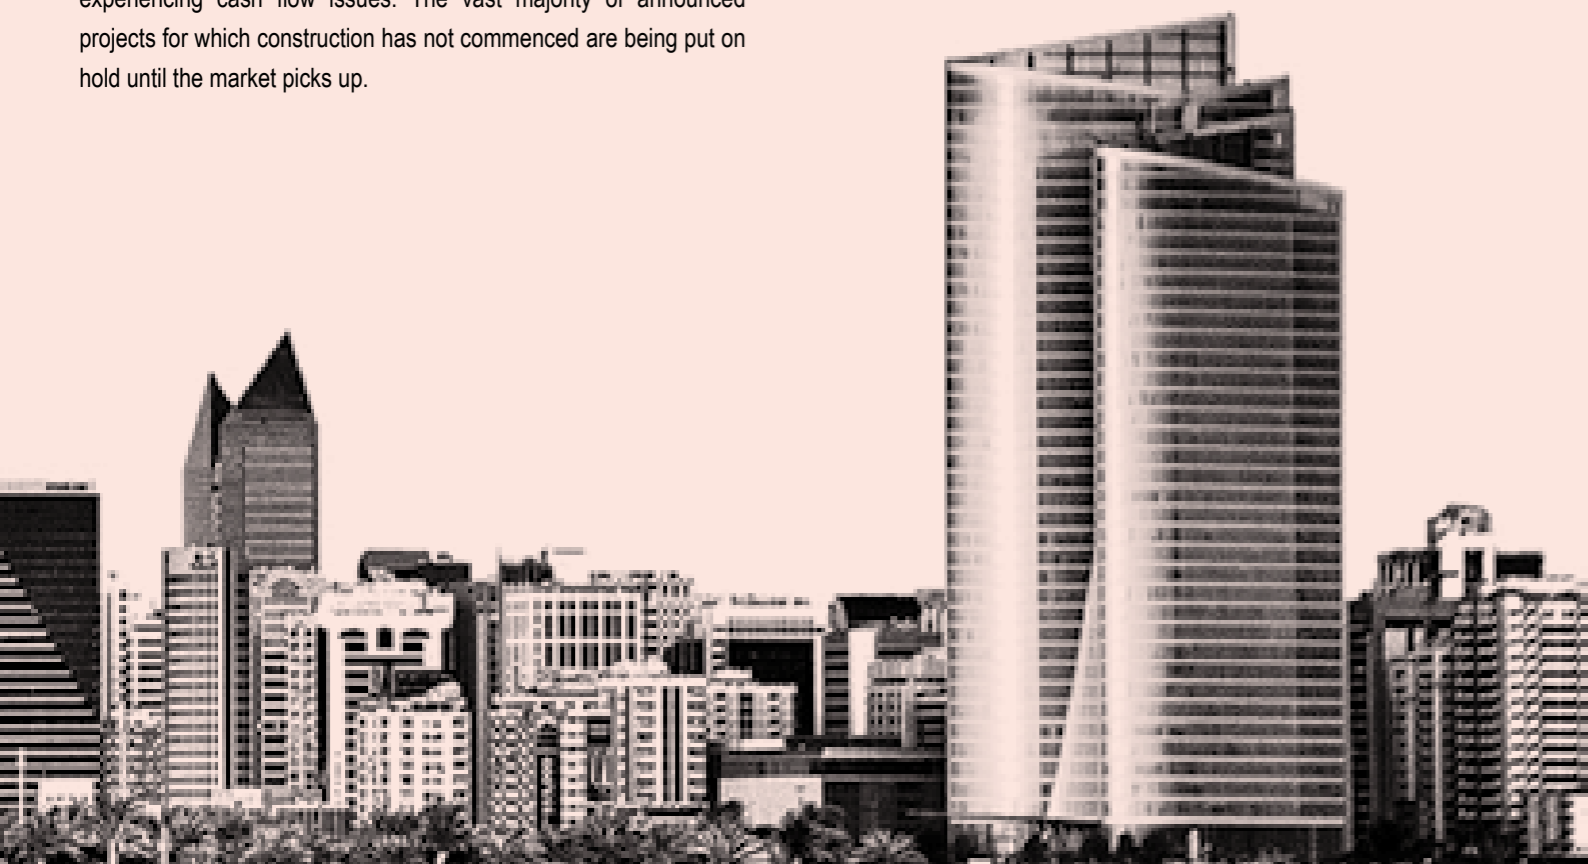 experiencing cash flow issues. The vast majority of announced
projects for which construction has not commenced are being put on
hold until the market picks up.